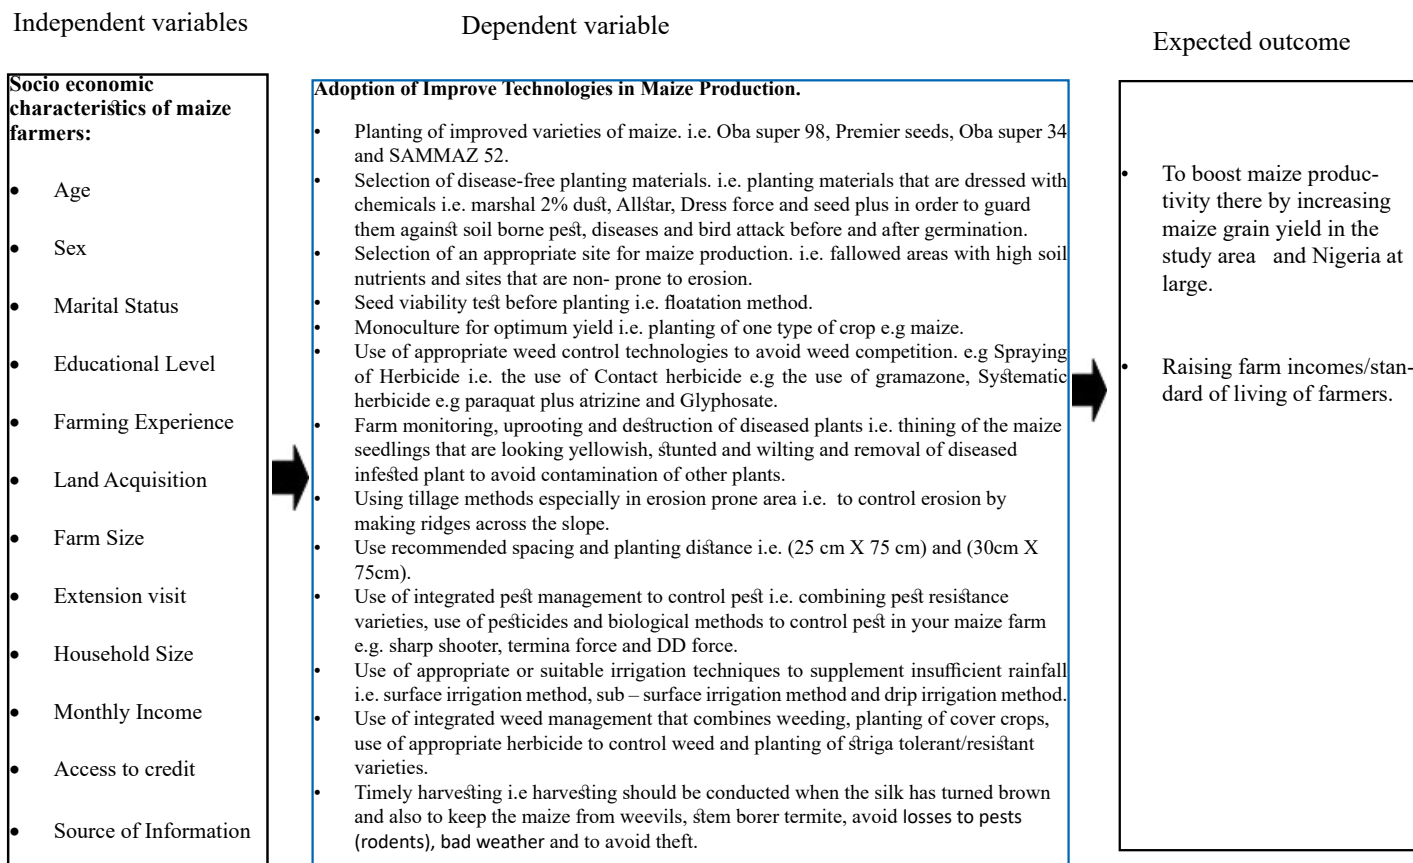 Independent variables
Dependent variable
Expected outcome
Socio economic
characteristics of maize
farmers:
• Age
• Sex
• Marital Status
• Educational Level
• Farming Experience
• Land Acquisition
• Farm Size
• Extension visit
• Household Size
• Monthly Income
• Access to credit
• Source of Information
Adoption of Improve Technologies in Maize Production.
• Planting of improved varieties of maize. i.e. Oba super 98, Premier seeds, Oba super 34
and SAMMAZ 52.
• Selection of disease-free planting materials. i.e. planting materials that are dressed with
chemicals i.e. marshal 2% dust, Allstar, Dress force and seed plus in order to guard
them against soil borne pest, diseases and bird attack before and after germination.
• Selection of an appropriate site for maize production. i.e. fallowed areas with high soil
nutrients and sites that are non- prone to erosion.
• Seed viability test before planting i.e. floatation method.
• Monoculture for optimum yield i.e. planting of one type of crop e.g maize.
• Use of appropriate weed control technologies to avoid weed competition. e.g Spraying
of Herbicide i.e. the use of Contact herbicide e.g the use of gramazone, Systematic
herbicide e.g paraquat plus atrizine and Glyphosate.
• Farm monitoring, uprooting and destruction of diseased plants i.e. thining of the maize
seedlings that are looking yellowish, stunted and wilting and removal of diseased
infested plant to avoid contamination of other plants.
• Using tillage methods especially in erosion prone area i.e. to control erosion by
making ridges across the slope.
• Use recommended spacing and planting distance i.e. (25 cm X 75 cm) and (30cm X
75cm).
• Use of integrated pest management to control pest i.e. combining pest resistance
varieties, use of pesticides and biological methods to control pest in your maize farm
e.g. sharp shooter, termina force and DD force.
• Use of appropriate or suitable irrigation techniques to supplement insufficient rainfall
i.e. surface irrigation method, sub – surface irrigation method and drip irrigation method.
• Use of integrated weed management that combines weeding, planting of cover crops,
use of appropriate herbicide to control weed and planting of striga tolerant/resistant
varieties.
• Timely harvesting i.e harvesting should be conducted when the silk has turned brown
and also to keep the maize from weevils, stem borer termite, avoid losses to pests
(rodents), bad weather and to avoid theft.
• To boost maize produc-
tivity there by increasing
maize grain yield in the
study area and Nigeria at
large.
• Raising farm incomes/stan-
dard of living of farmers.